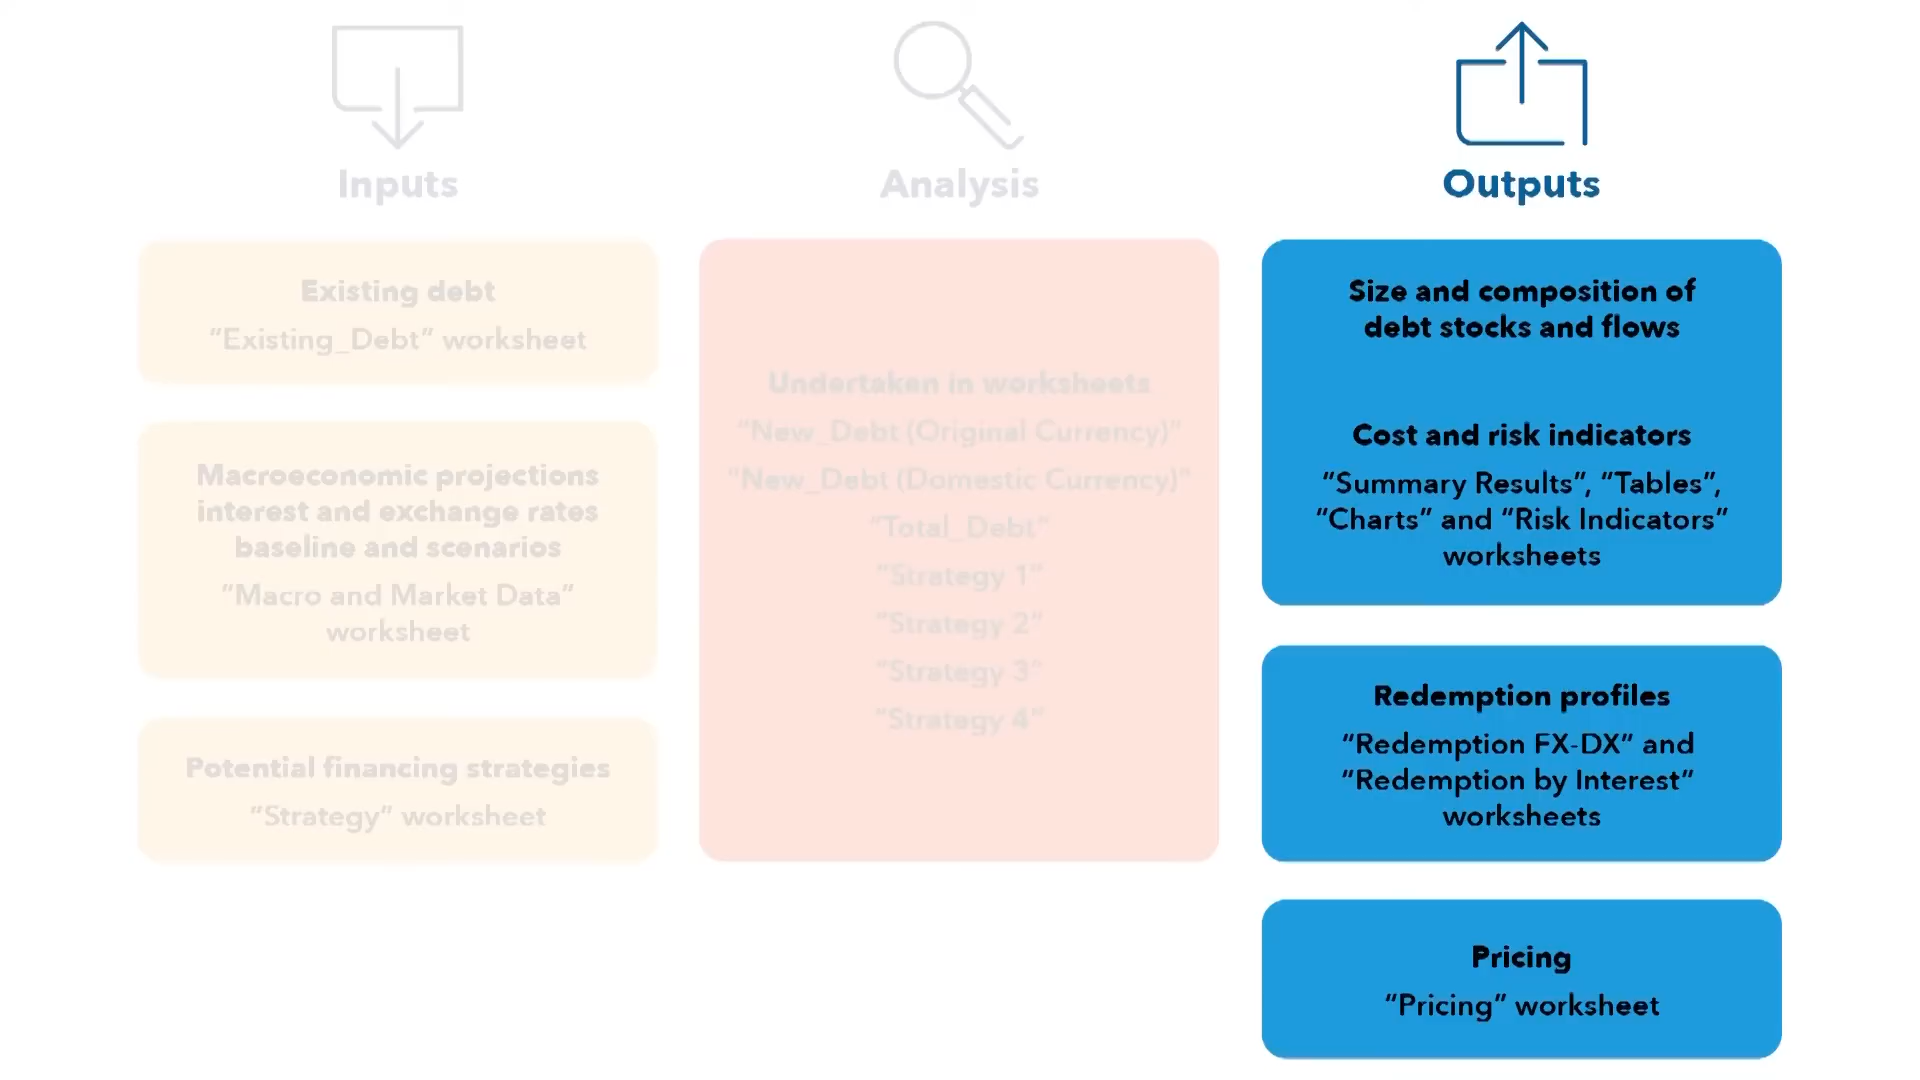 Inputs
Existing debt
“Existing_Debt” worksheet
Macroeconomic projections
interest and exchange rates
baseline and scenarios
“Macro and Market Data”
worksheet
Potential financing strategies
“Strategy” worksheet
Analysis
Undertaken in worksheets
“New_Debt (Original Currency)”
“New_Debt (Domestic Currency)”
“Total_Debt”
“Strategy 1”
“Strategy 2”
“Strategy 3”
“Strategy 4”
Outputs
Size and composition of
debt stocks and flows
Cost and risk indicators
“Summary Results”, “Tables”,
“Charts” and “Risk Indicators”
worksheets
Redemption profiles
“Redemption FX-DX” and
“Redemption by Interest”
worksheets
Pricing
“Pricing” worksheet